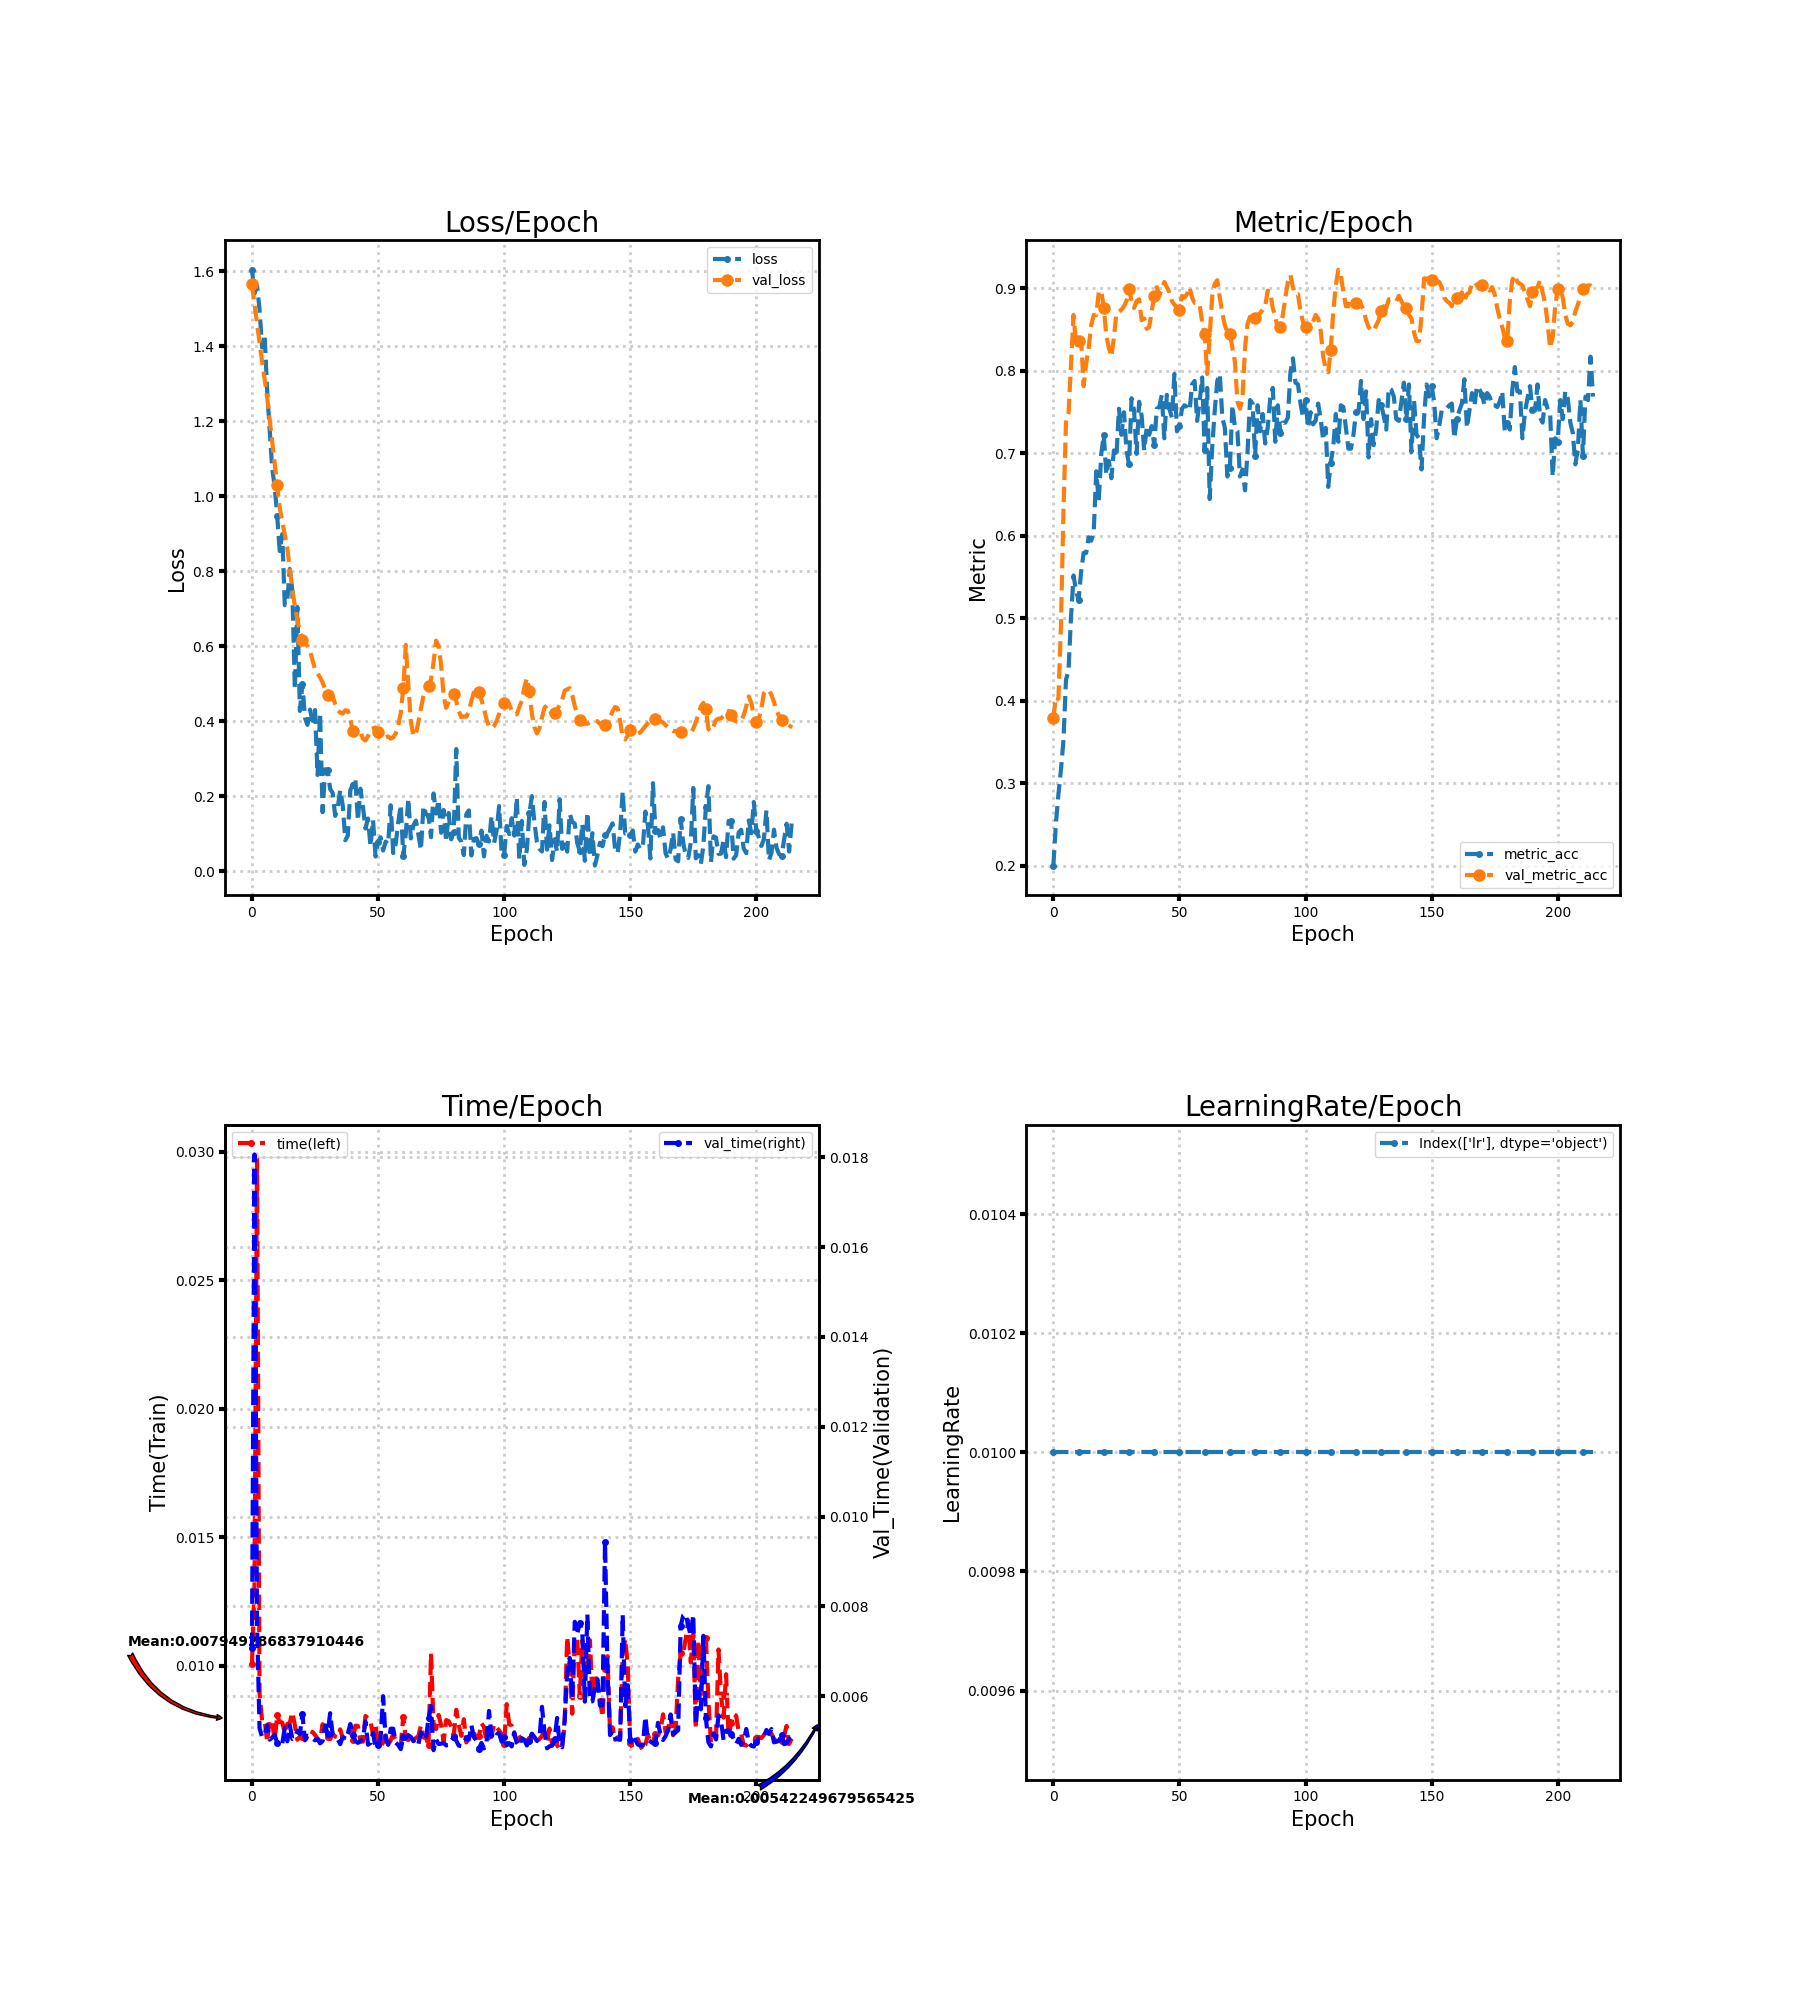 Loss/Epoch
loss
val_loss
1.6
1.4
1.2
1.0
0.8
0.6
0.4
0.2
0.0
Loss
0 50 100 150 200
Epoch
Metric/Epoch
0.9
0.8
0.7
0.6
0.5
0.4
0.3
0.2
Metric
metric_acc
val_metric_acc
0 50 100 150 200
Epoch
Time/Epoch
time(left)
val_time(right)
0.030
0.025
0.020
0.015
0.010
Time(Train)
0.018
0.016
0.014
0.012
0.010
0.008
0.006
Val_Time(Validation)
0 50 100 150 200
Epoch
LearningRate/Epoch
Index(['lr'], dtype='object')
0.0104
0.0102
0.0100
0.0098
0.0096
LearningRate
0 50 100 150 200
Epoch